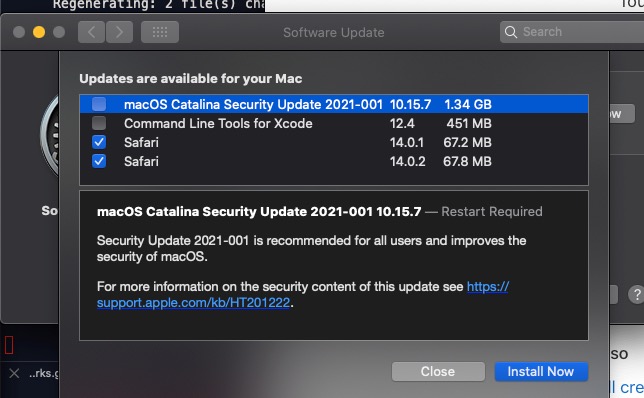 Regenerating: 2 file(s) cha
Software Update
Search
Updates are available for your Mac
macOS Catalina Security Update 2021-001 10.15.7 1.34 GB
Command Line Tools for Xcode 12.4 451 MB
Safari 14.0.1 67.2 MB
Safari 14.0.2 67.8 MB
So
ow
macOS Catalina Security Update 2021-001 10.15.7 — Restart Required
Security Update 2021-001 is recommended for all users and improves the
security of macOS.
For more information on the security content of this update see https://
support.apple.com/kb/HT201222.
?
Close Install Now
so
..rks.g
ll cre